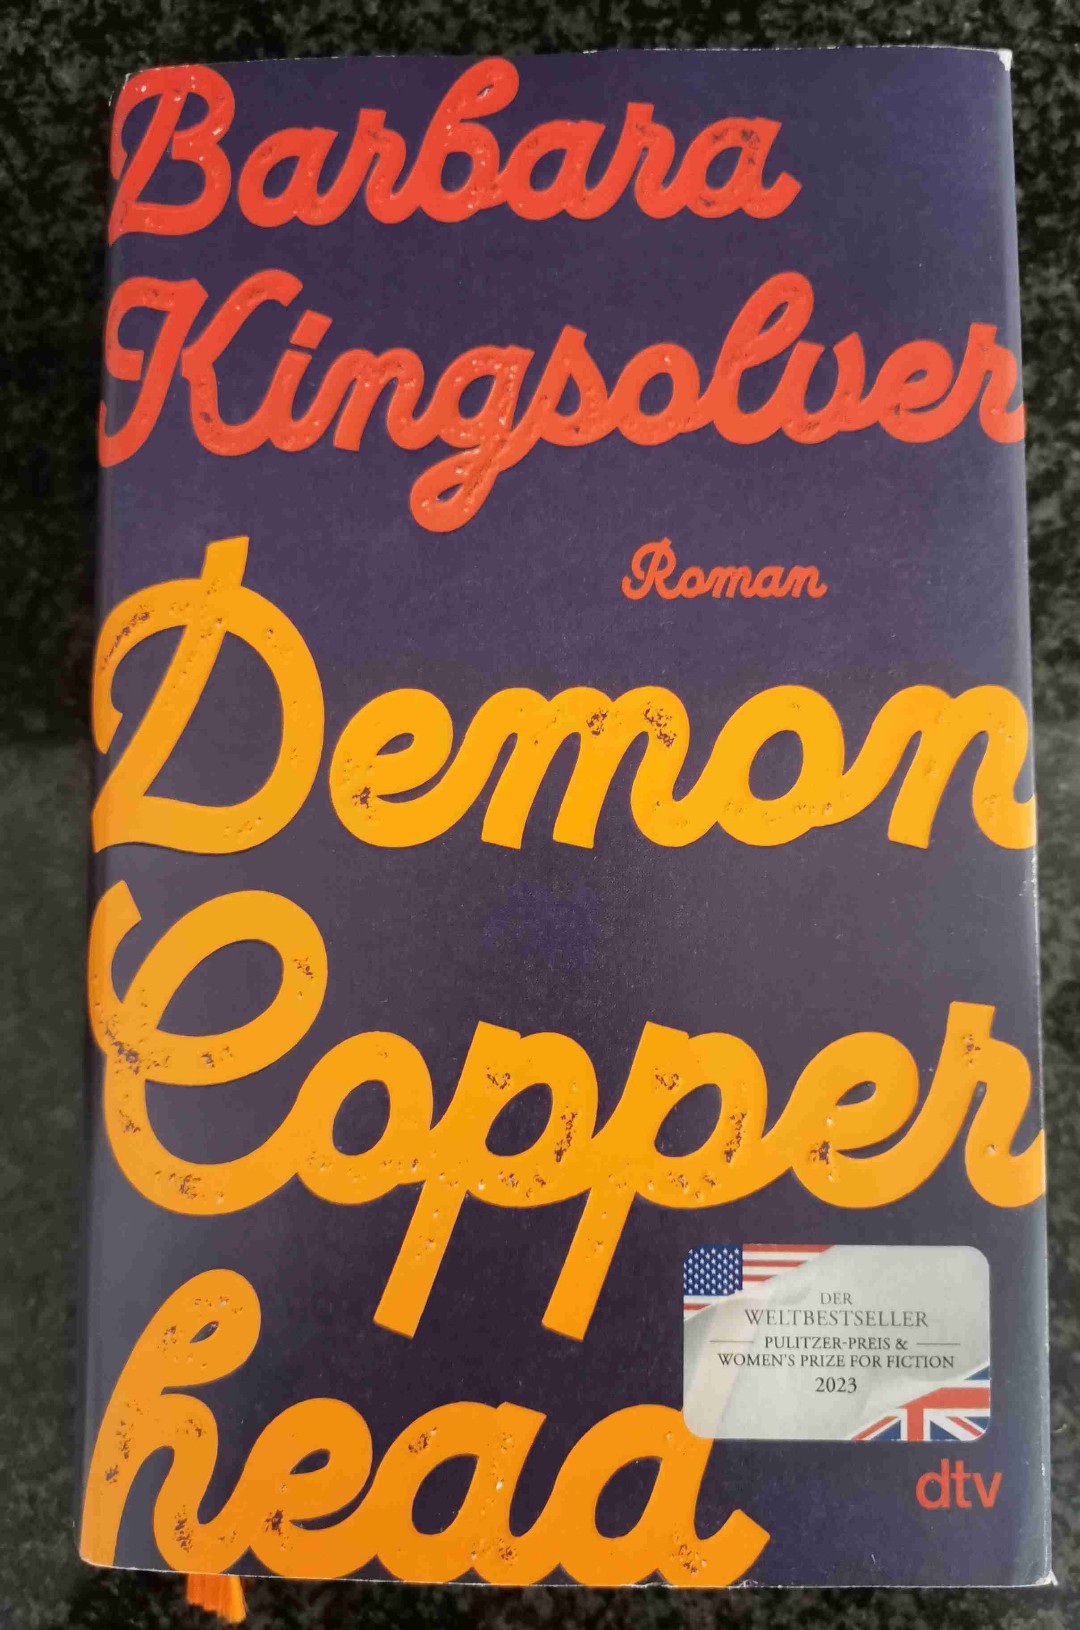 Barbara
Kingsolver
Roman
Demon
Copper
head
DER
WELTBESTSELLER
PULITZER-PREIS &
WOMEN'S PRIZE FOR FICTION
2023
dtv